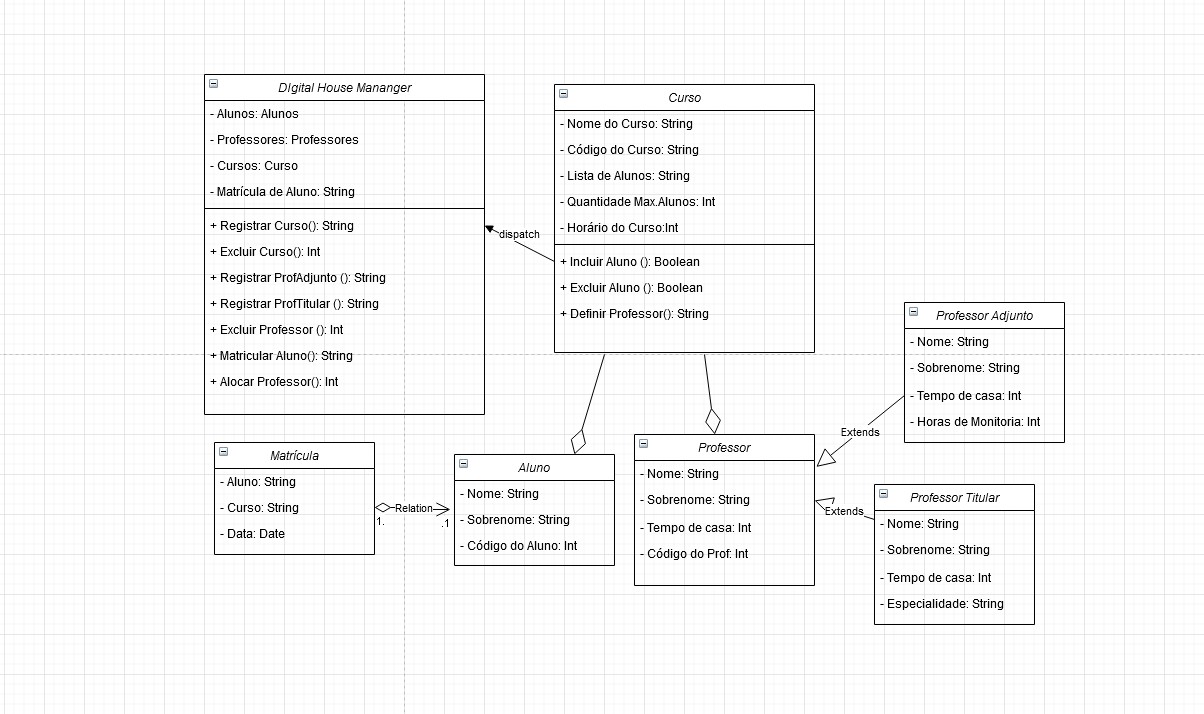 DIgital House Mananger
- Alunos: Alunos
- Professores: Professores
- Cursos: Curso
- Matrícula de Aluno: String
+ Registrar Curso(): String
+ Excluir Curso(): Int
+ Registrar ProfAdjunto (): String
+ Registrar ProfTitular (): String
+ Excluir Professor (): Int
+ Matricular Aluno(): String
+ Alocar Professor(): Int
dispatch
Curso
- Nome do Curso: String
- Código do Curso: String
- Lista de Alunos: String
- Quantidade Max.Alunos: Int
- Horário do Curso:Int
+ Incluir Aluno (): Boolean
+ Excluir Aluno (): Boolean
+ Definir Professor(): String
Professor Adjunto
- Nome: String
- Sobrenome: String
- Tempo de casa: Int
- Horas de Monitoria: Int
Extends
Matrícula
- Aluno: String
- Curso: String
- Data: Date
Relation
1.
.1
Aluno
- Nome: String
- Sobrenome: String
- Código do Aluno: Int
Professor
- Nome: String
- Sobrenome: String
- Tempo de casa: Int
- Código do Prof: Int
Extends
Professor Titular
- Nome: String
- Sobrenome: String
- Tempo de casa: Int
- Especialidade: String